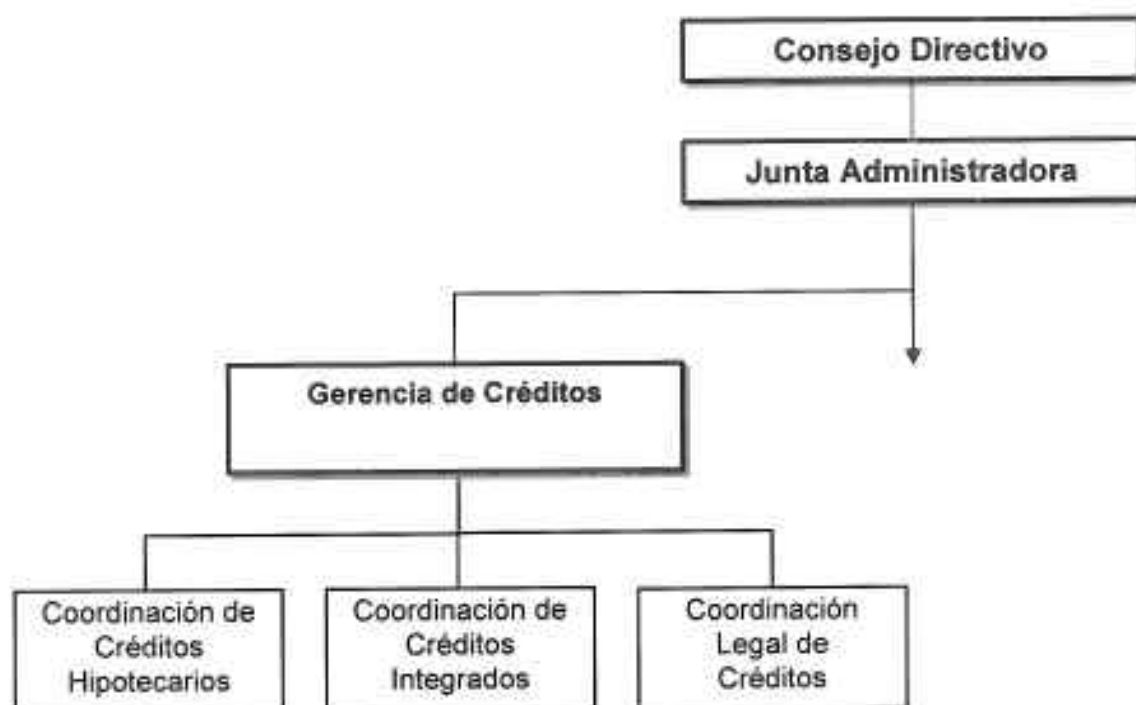 Consejo Directivo
Junta Administradora
Gerencia de Créditos
Coordinación de
Créditos
Hipotecarios
Coordinación de
Créditos
Integrados
Coordinación
Legal de
Créditos